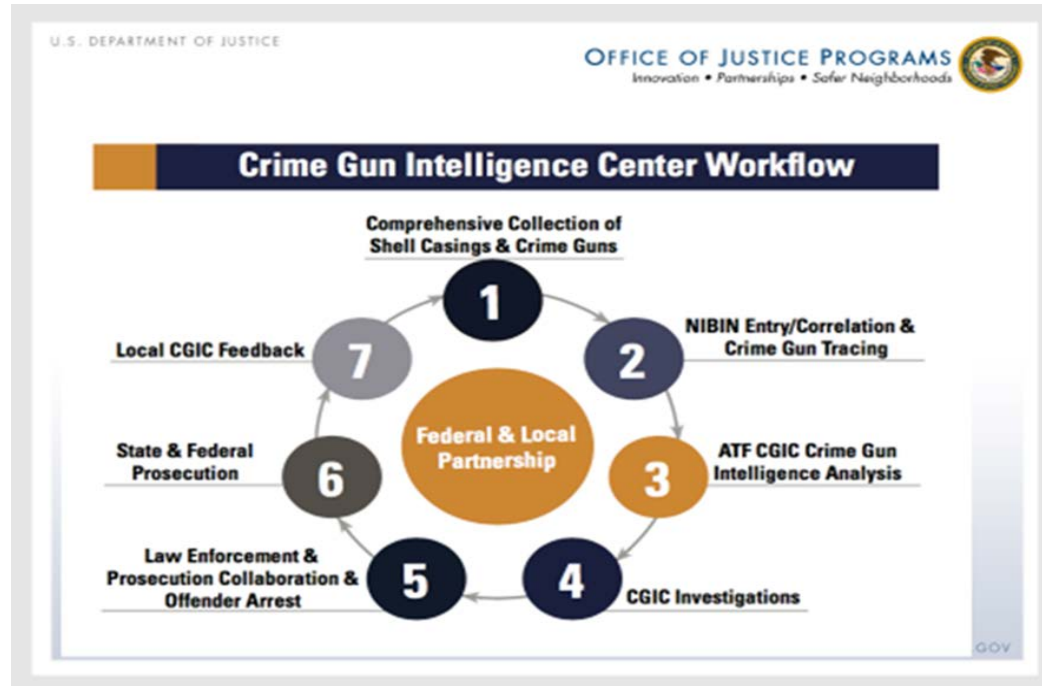 U.S. DEPARTMENT OF JUSTICE
OFFICE OF JUSTICE PROGRAMS
Innovation • Partnerships • Safer Neighborhoods
Crime Gun Intelligence Center Workflow
Comprehensive Collection of
Shell Casings & Crime Guns
1
NIBIN Entry/Correlation &
Crime Gun Tracing
2
ATF CGIC Crime Gun
Intelligence Analysis
3
CGIC Investigations
4
Law Enforcement &
Prosecution Collaboration &
Offender Arrest
5
State & Federal
Prosecution
6
Local CGIC Feedback
7
Federal & Local
Partnership
.GOV